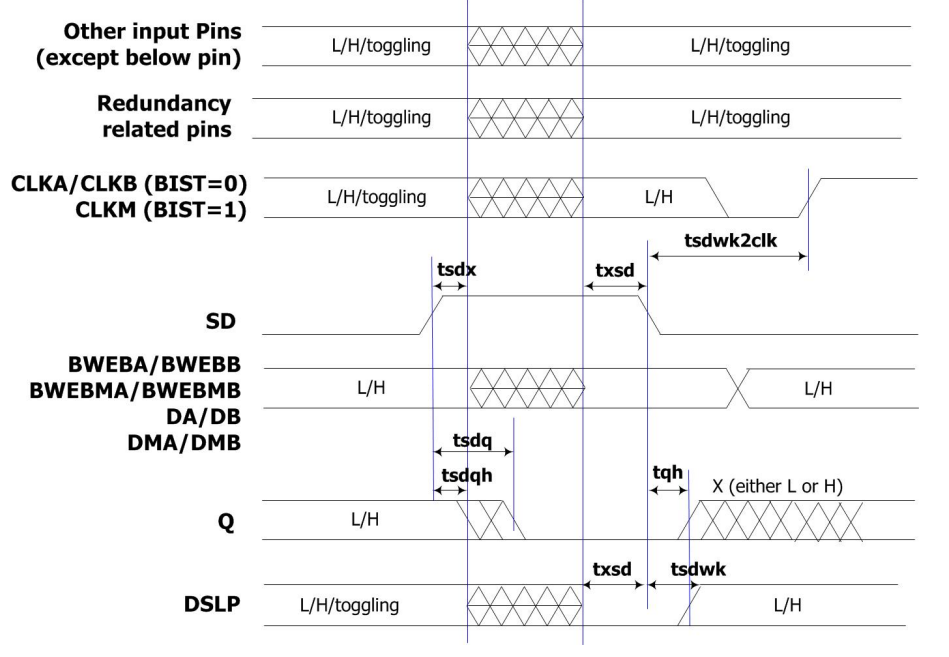 Other input Pins
(except below pin)
L/H/toggling
L/H/toggling
Redundancy
related pins
L/H/toggling
L/H/toggling
CLKA/CLKB (BIST=0)
CLKM (BIST=1)
L/H/toggling
L/H
tsdwk2clk
tsdx
txsd
SD
BWEBA/BWEBB
BWEBMA/BWEBMB
DA/DB
DMA/DMB
L/H
L/H
tsdq
tsdqh
tqh
X (either L or H)
Q
L/H
txsd
tsdwk
DSLP
L/H/toggling
L/H